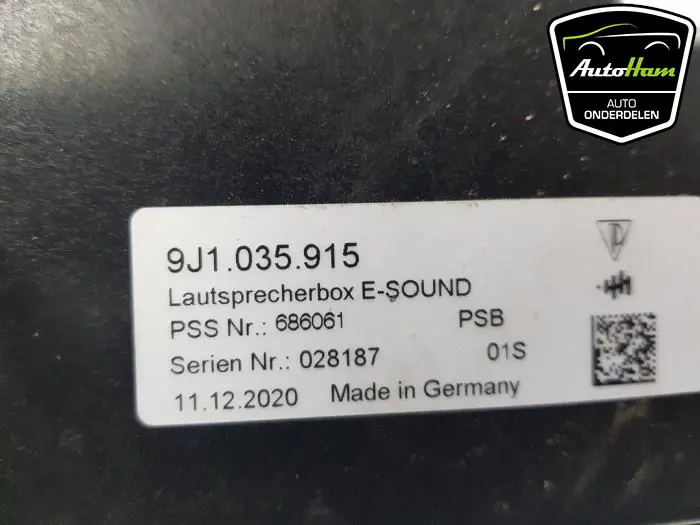 AutoHam
AUTO
ONDERDELEN
9J1.035.915
Lautsprecherbox E-SOUND
PSS Nr.: 686061 PSB
Serien Nr.: 028187 01S
11.12.2020 Made in Germany